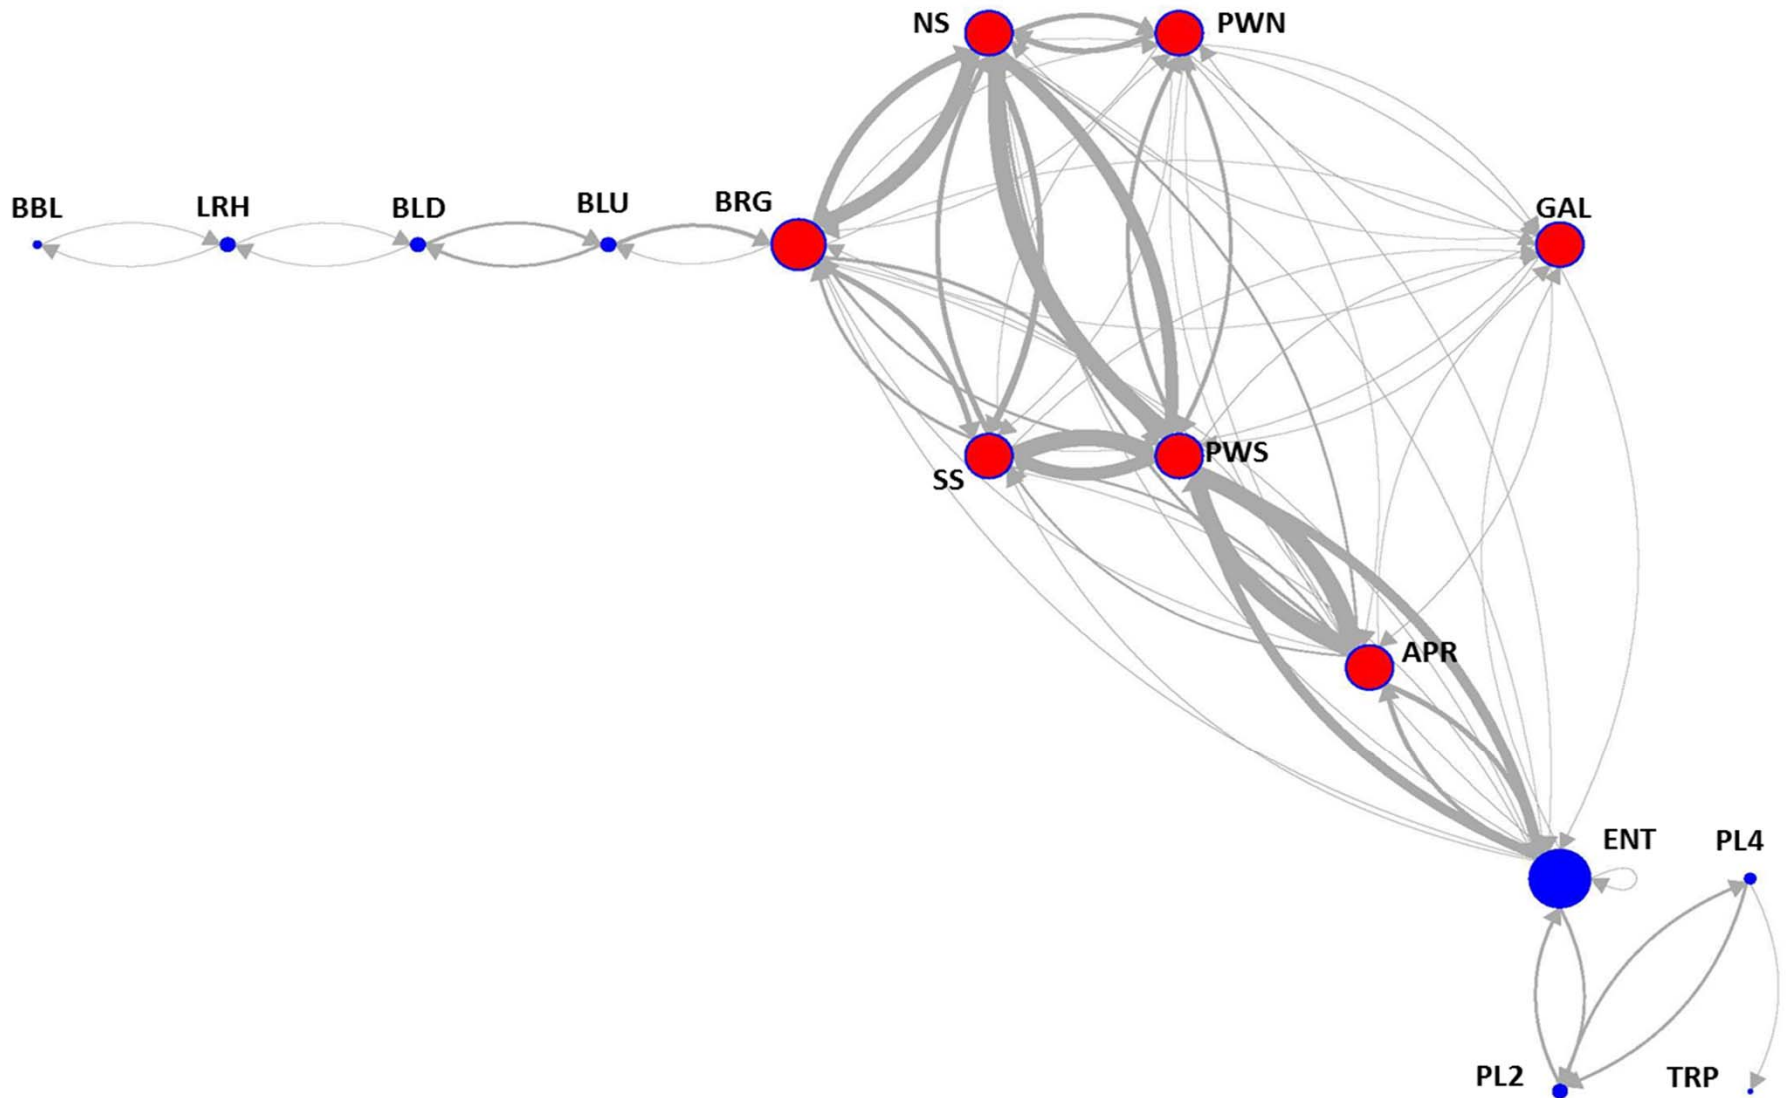 NS
PWN
BBL
LRH
BLD
BLU
BRG
GAL
SS
PWS
APR
ENT
PL4
PL2
TRP